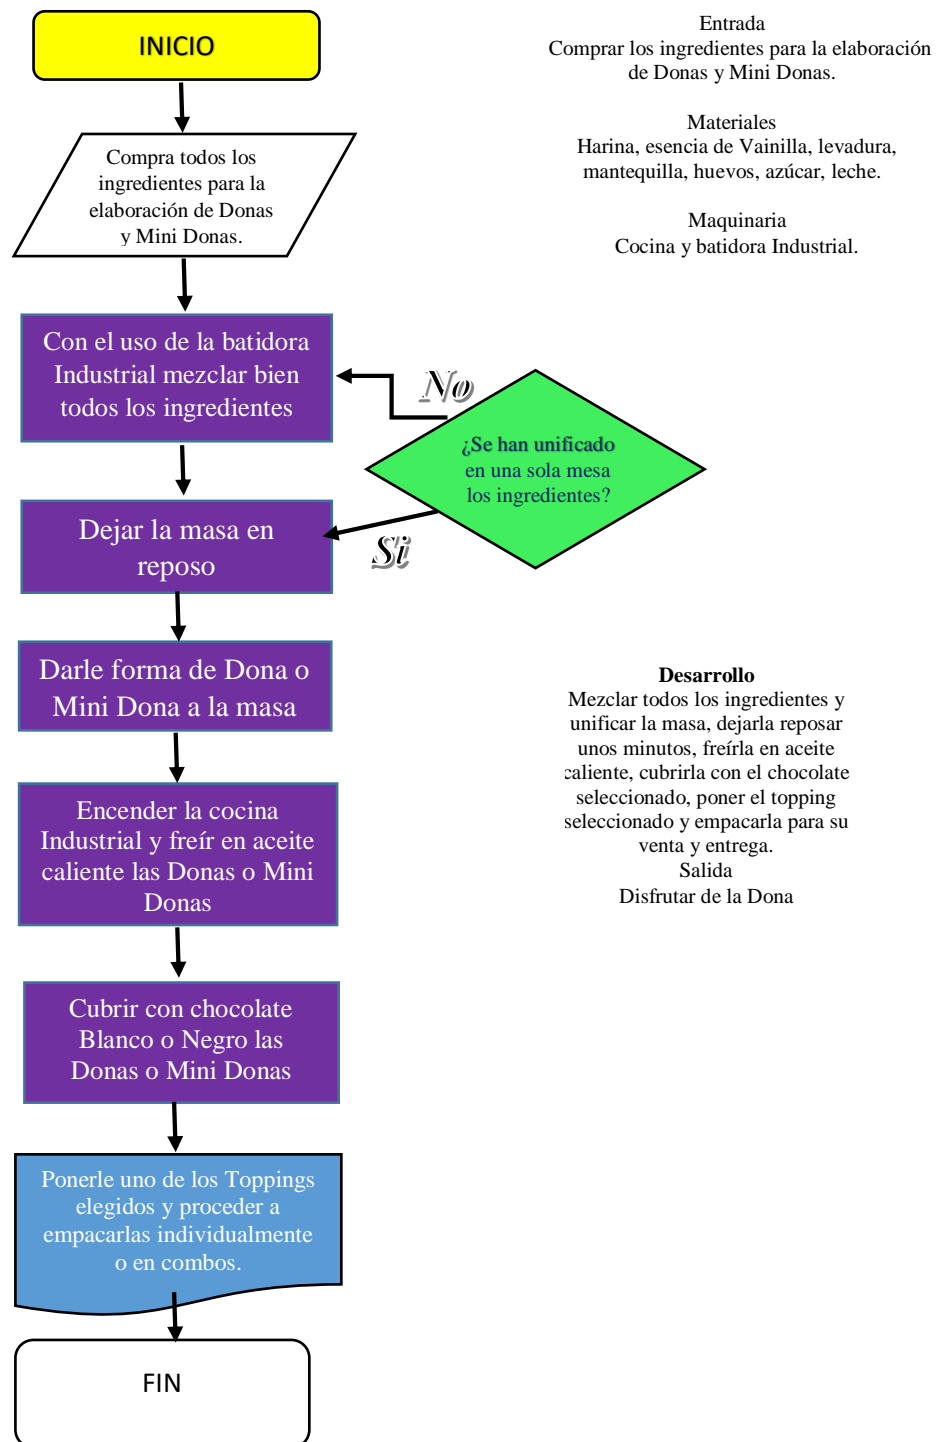 INICIO
Entrada
Comprar los ingredientes para la elaboración
de Donas y Mini Donas.
Materiales
Harina, esencia de Vainilla, levadura,
mantequilla, huevos, azúcar, leche.
Maquinaria
Cocina y batidora Industrial.
Compra todos los
ingredientes para la
elaboración de Donas
y Mini Donas.
Con el uso de la batidora
Industrial mezclar bien
todos los ingredientes
No
¿Se han unificado
en una sola mesa
los ingredientes?
Si
Dejar la masa en
reposo
Darle forma de Dona o
Mini Dona a la masa
Desarrollo
Mezclar todos los ingredientes y
unificar la masa, dejarla reposar
unos minutos, freírla en aceite
caliente, cubrirla con el chocolate
seleccionado, poner el topping
seleccionado y empacarla para su
venta y entrega.
Salida
Disfrutar de la Dona
Encender la cocina
Industrial y freír en aceite
caliente las Donas o Mini
Donas
Cubrir con chocolate
Blanco o Negro las
Donas o Mini Donas
Ponerle uno de los Toppings
elegidos y proceder a
empacarlas individualmente
o en combos.
FIN